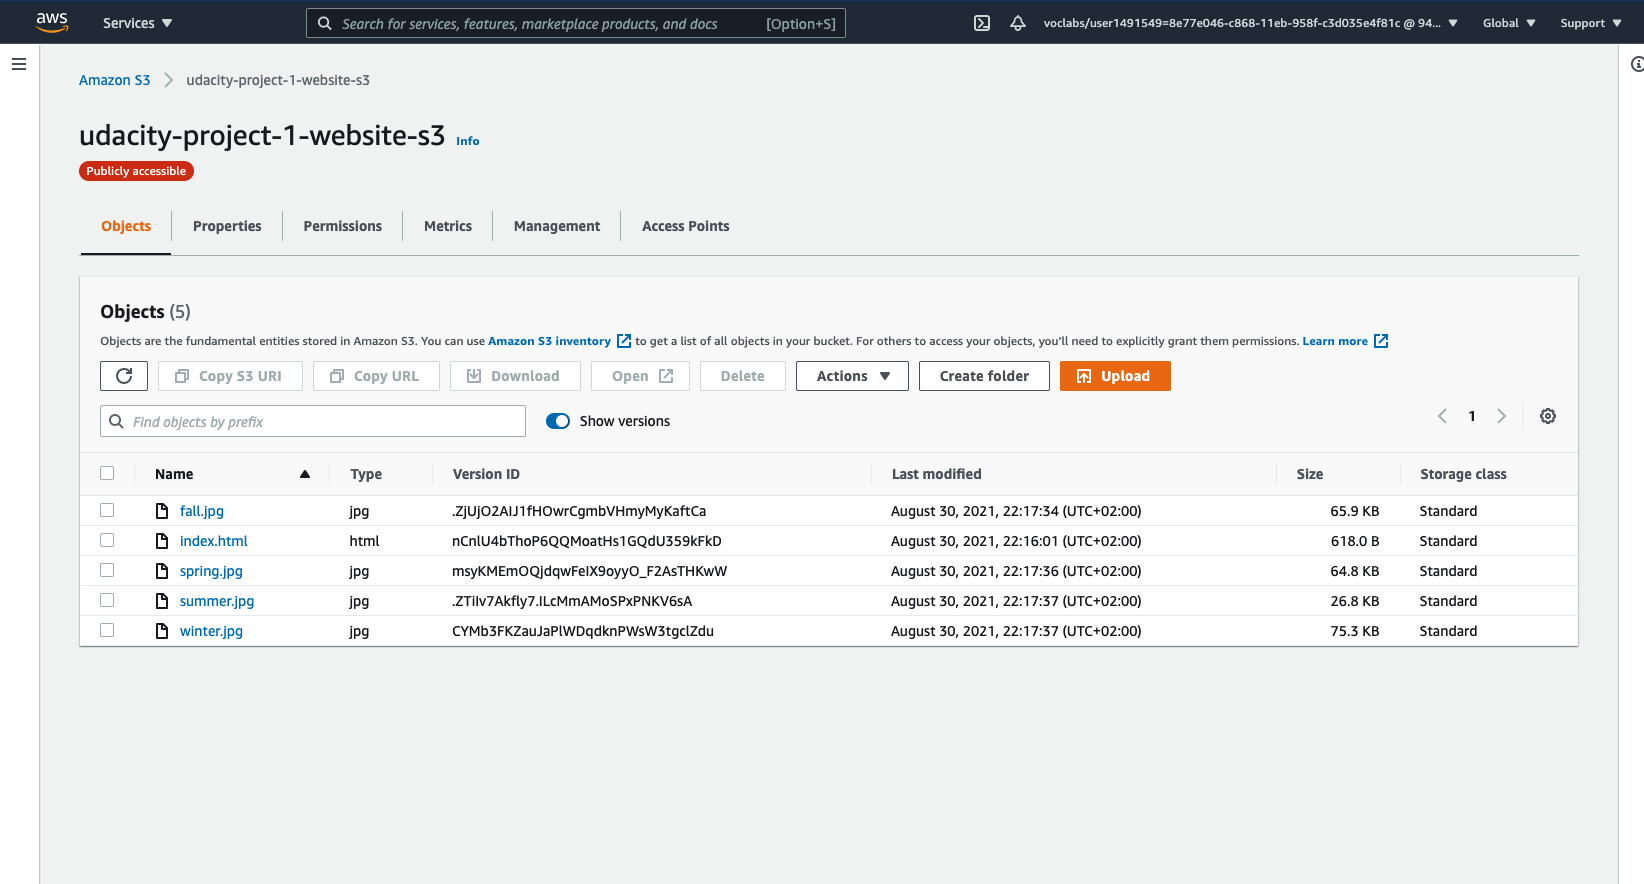 aws Services Search for services, features, marketplace products, and docs [Option+S] voclabs/user1491549=8e77e046-c868-11eb-958f-c3d035e4f81c @ 94... Global Support
Amazon S3 udacity-project-1-website-s3
udacity-project-1-website-s3 Info
Publicly accessible
Objects Properties Permissions Metrics Management Access Points
Objects (5)
Objects are the fundamental entities stored in Amazon S3. You can use Amazon S3 inventory to get a list of all objects in your bucket. For others to access your objects, you'll need to explicitly grant them permissions. Learn more
Copy S3 URI Copy URL Download Open Delete Actions Create folder Upload
Find objects by prefix Show versions 1
Name Type Version ID Last modified Size Storage class
fall.jpg jpg .ZjUjO2AIJ1fHOwrCgmbVHmyMyKaftCa August 30, 2021, 22:17:34 (UTC+02:00) 65.9 KB Standard
index.html html nCnlU4bThoP6QQMoatHs1GQdU359kFkD August 30, 2021, 22:16:01 (UTC+02:00) 618.0 B Standard
spring.jpg jpg msyKMEmOQjdqwFeIX9oyyO_F2AsTHKwW August 30, 2021, 22:17:36 (UTC+02:00) 64.8 KB Standard
summer.jpg jpg .ZTiIv7Akfly7.ILcMmAMoSPxPNKV6sA August 30, 2021, 22:17:37 (UTC+02:00) 26.8 KB Standard
winter.jpg jpg CYMb3FKZauJaPlWDqdknPWsW3tgclZdu August 30, 2021, 22:17:37 (UTC+02:00) 75.3 KB Standard